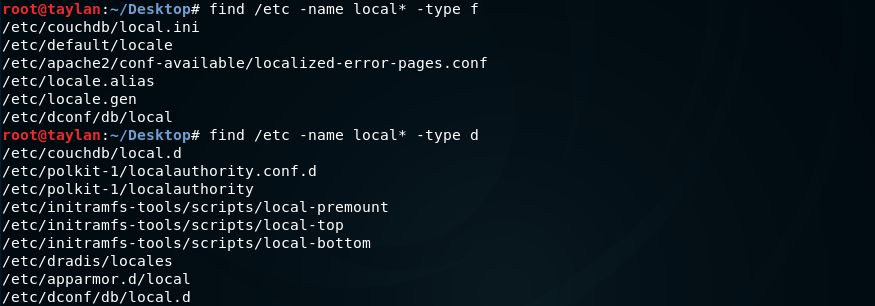 root@taylan:~/Desktop# find /etc -name local* -type f
/etc/couchdb/local.ini
/etc/default/locale
/etc/apache2/conf-available/localized-error-pages.conf
/etc/locale.alias
/etc/locale.gen
/etc/dconf/db/local
root@taylan:~/Desktop# find /etc -name local* -type d
/etc/couchdb/local.d
/etc/polkit-1/localauthority.conf.d
/etc/polkit-1/localauthority
/etc/initramfs-tools/scripts/local-premount
/etc/initramfs-tools/scripts/local-top
/etc/initramfs-tools/scripts/local-bottom
/etc/dradis/locales
/etc/apparmor.d/local
/etc/dconf/db/local.d